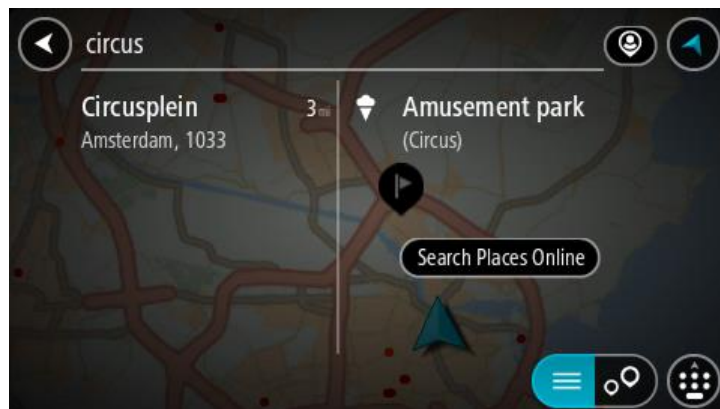 circus
Circusplein 3 mi
Amsterdam, 1033
Amusement park
(Circus)
Search Places Online